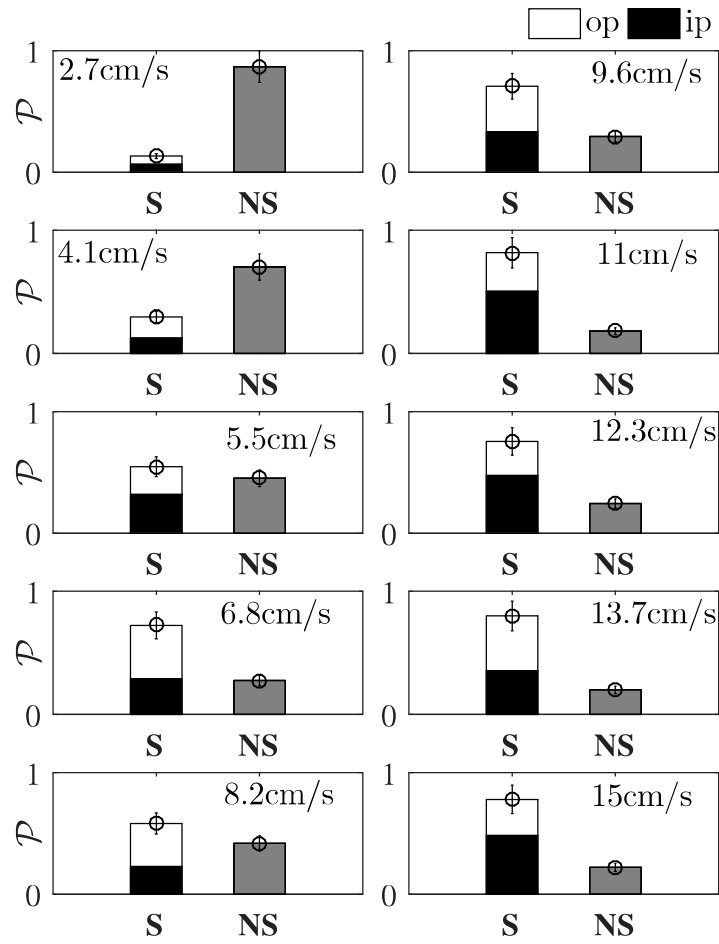 op ip
1
2.7cm/s
𝒫
0
S NS
1
9.6cm/s
0
S NS
1
4.1cm/s
𝒫
0
S NS
1
11cm/s
0
S NS
1
5.5cm/s
𝒫
0
S NS
1
12.3cm/s
0
S NS
1
6.8cm/s
𝒫
0
S NS
1
13.7cm/s
0
S NS
1
8.2cm/s
𝒫
0
S NS
1
15cm/s
0
S NS